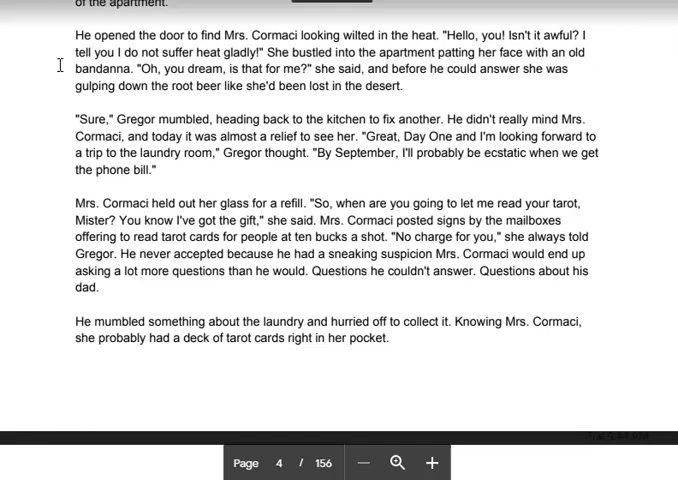 of the apartment.
He opened the door to find Mrs. Cormaci looking wilted in the heat. "Hello, you! Isn't it awful? I
tell you I do not suffer heat gladly!" She bustled into the apartment patting her face with an old
bandanna. "Oh, you dream, is that for me?" she said, and before he could answer she was
gulping down the root beer like she'd been lost in the desert.
"Sure," Gregor mumbled, heading back to the kitchen to fix another. He didn't really mind Mrs.
Cormaci, and today it was almost a relief to see her. "Great, Day One and I'm looking forward to
a trip to the laundry room," Gregor thought. "By September, I'll probably be ecstatic when we get
the phone bill."
Mrs. Cormaci held out her glass for a refill. "So, when are you going to let me read your tarot,
Mister? You know I've got the gift," she said. Mrs. Cormaci posted signs by the mailboxes
offering to read tarot cards for people at ten bucks a shot. "No charge for you," she always told
Gregor. He never accepted because he had a sneaking suspicion Mrs. Cormaci would end up
asking a lot more questions than he would. Questions he couldn't answer. Questions about his
dad.
He mumbled something about the laundry and hurried off to collect it. Knowing Mrs. Cormaci,
she probably had a deck of tarot cards right in her pocket.
Page 4 / 156